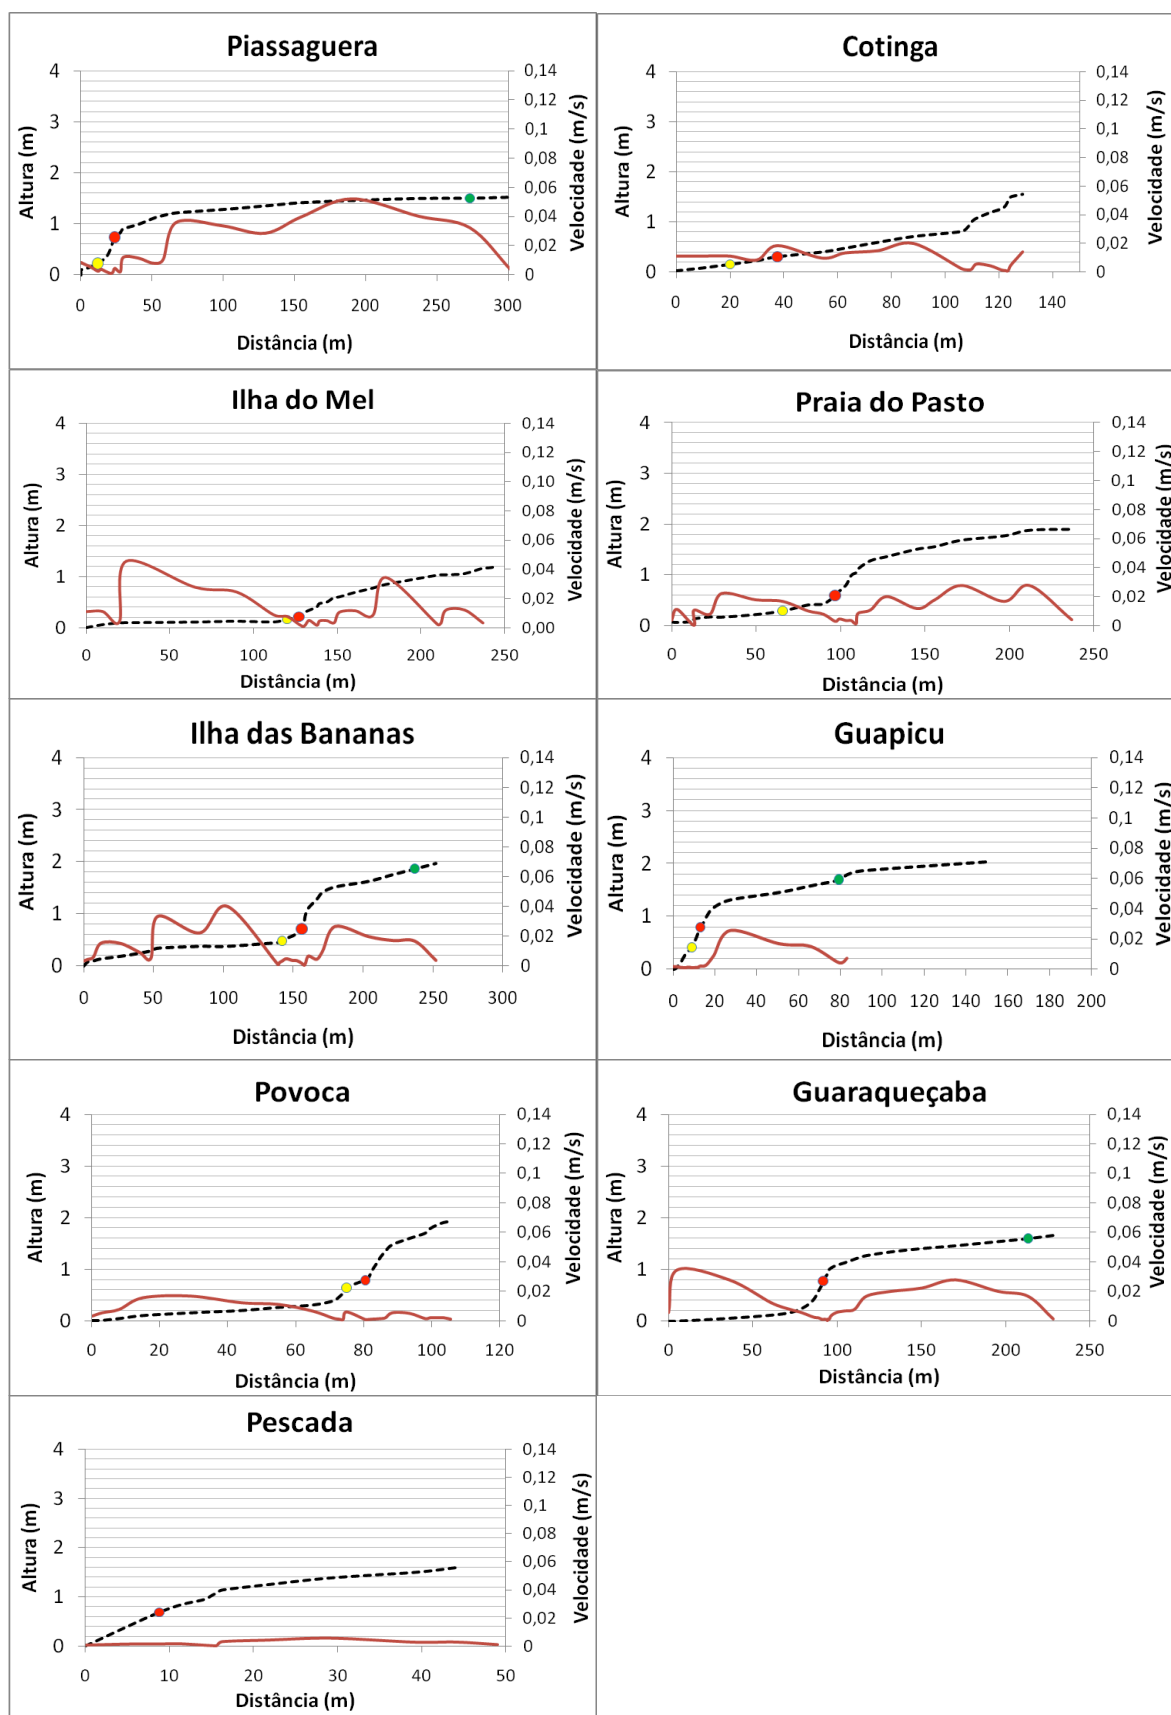 Piassaguera
Altura (m)
4
3
2
1
0
0,14
0,12
0,1
0,08
0,06
0,04
0,02
0
Velocidade (m/s)
0 50 100 150 200 250 300
Distância (m)
Cotinga
Altura (m)
4
3
2
1
0
0,14
0,12
0,1
0,08
0,06
0,04
0,02
0
Velocidade (m/s)
0 20 40 60 80 100 120 140
Distância (m)
Ilha do Mel
Altura (m)
4
3
2
1
0
0,14
0,12
0,10
0,08
0,06
0,04
0,02
0,00
Velocidade (m/s)
0 50 100 150 200 250
Distância (m)
Praia do Pasto
Altura (m)
4
3
2
1
0
0,14
0,12
0,1
0,08
0,06
0,04
0,02
0
Velocidade (m/s)
0 50 100 150 200 250
Distância (m)
Ilha das Bananas
Altura (m)
4
3
2
1
0
0,14
0,12
0,1
0,08
0,06
0,04
0,02
0
Velocidade (m/s)
0 50 100 150 200 250 300
Distância (m)
Guapicu
Altura (m)
4
3
2
1
0
0,14
0,12
0,1
0,08
0,06
0,04
0,02
0
Velocidade (m/s)
0 20 40 60 80 100 120 140 160 180 200
Distância (m)
Povoca
Altura (m)
4
3
2
1
0
0,14
0,12
0,1
0,08
0,06
0,04
0,02
0
Velocidade (m/s)
0 20 40 60 80 100 120
Distância (m)
Guaraqueçaba
Altura (m)
4
3
2
1
0
0,14
0,12
0,1
0,08
0,06
0,04
0,02
0
Velocidade (m/s)
0 50 100 150 200 250
Distância (m)
Pescada
Altura (m)
4
3
2
1
0
0,14
0,12
0,1
0,08
0,06
0,04
0,02
0
Velocidade (m/s)
0 10 20 30 40 50
Distância (m)